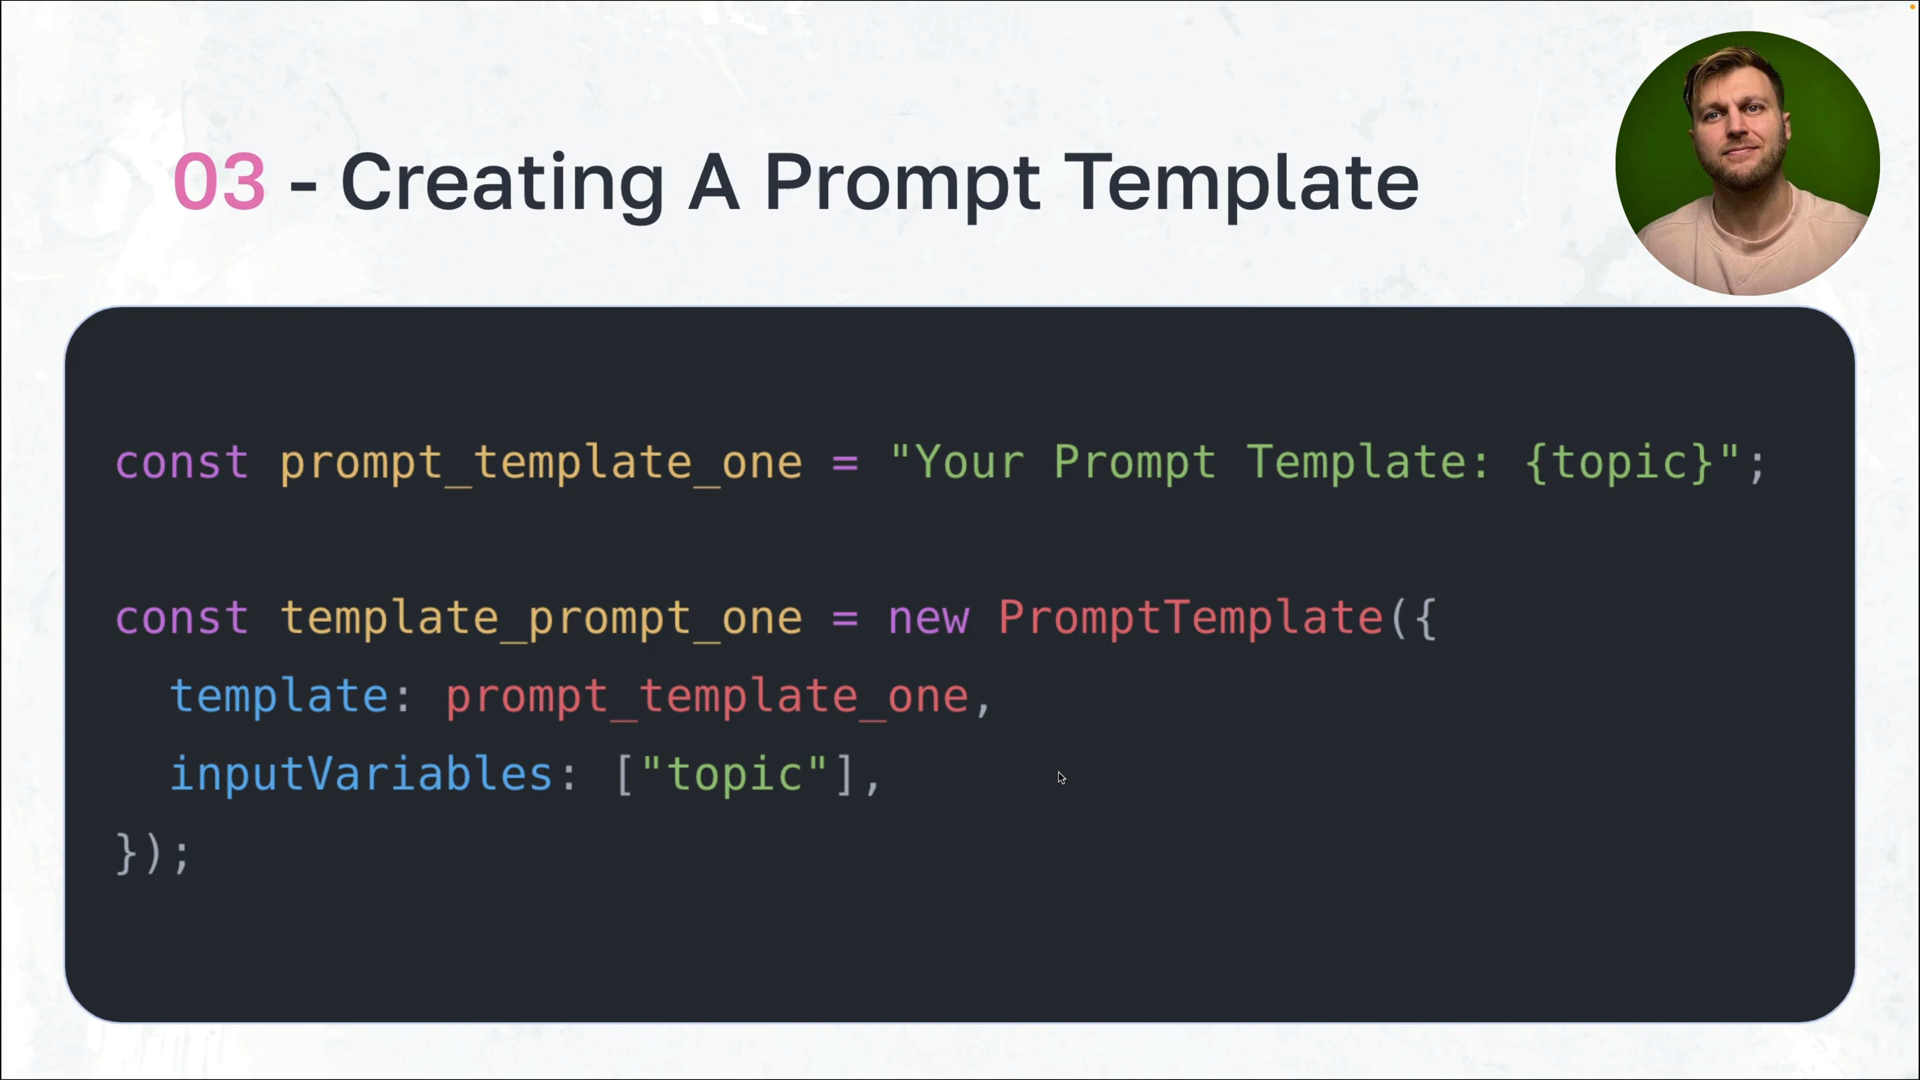 03 - Creating A Prompt Template
const prompt_template_one = "Your Prompt Template: {topic}";
const template_prompt_one = new PromptTemplate({
  template: prompt_template_one,
  inputVariables: ["topic"],
});